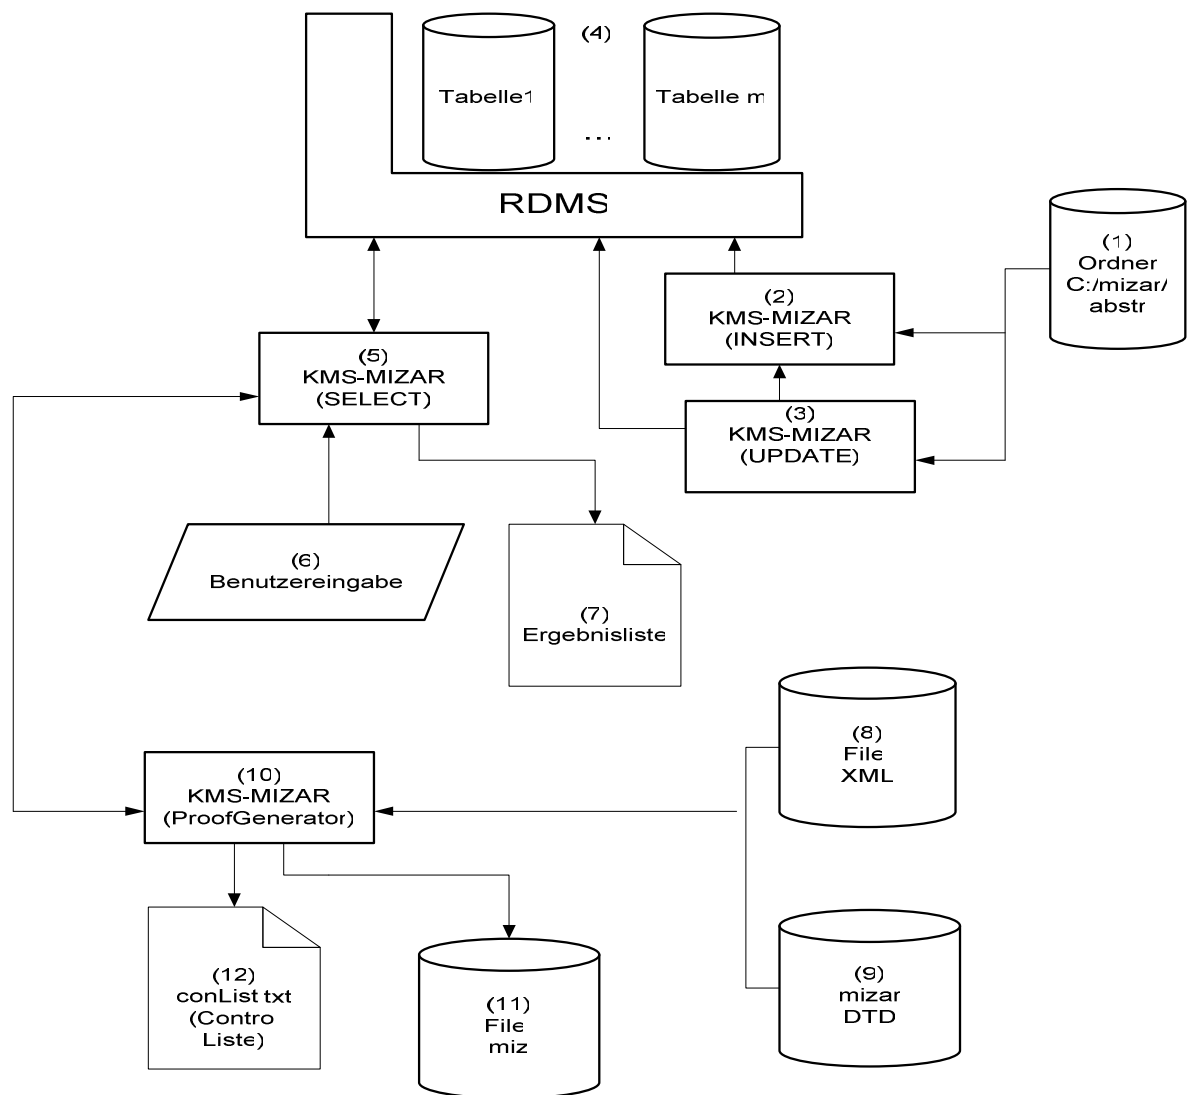 (4)
Tabelle1
Tabelle m
...
RDMS
(1)
Ordner
C:/mizar/
abstr
(2)
KMS-MIZAR
(INSERT)
(5)
KMS-MIZAR
(SELECT)
(3)
KMS-MIZAR
(UPDATE)
(6)
Benutzereingabe
(7)
Ergebnisliste
(8)
File
XML
(10)
KMS-MIZAR
(ProofGenerator)
(12)
conList txt
(Contro
Liste)
(11)
File
miz
(9)
mizar
DTD